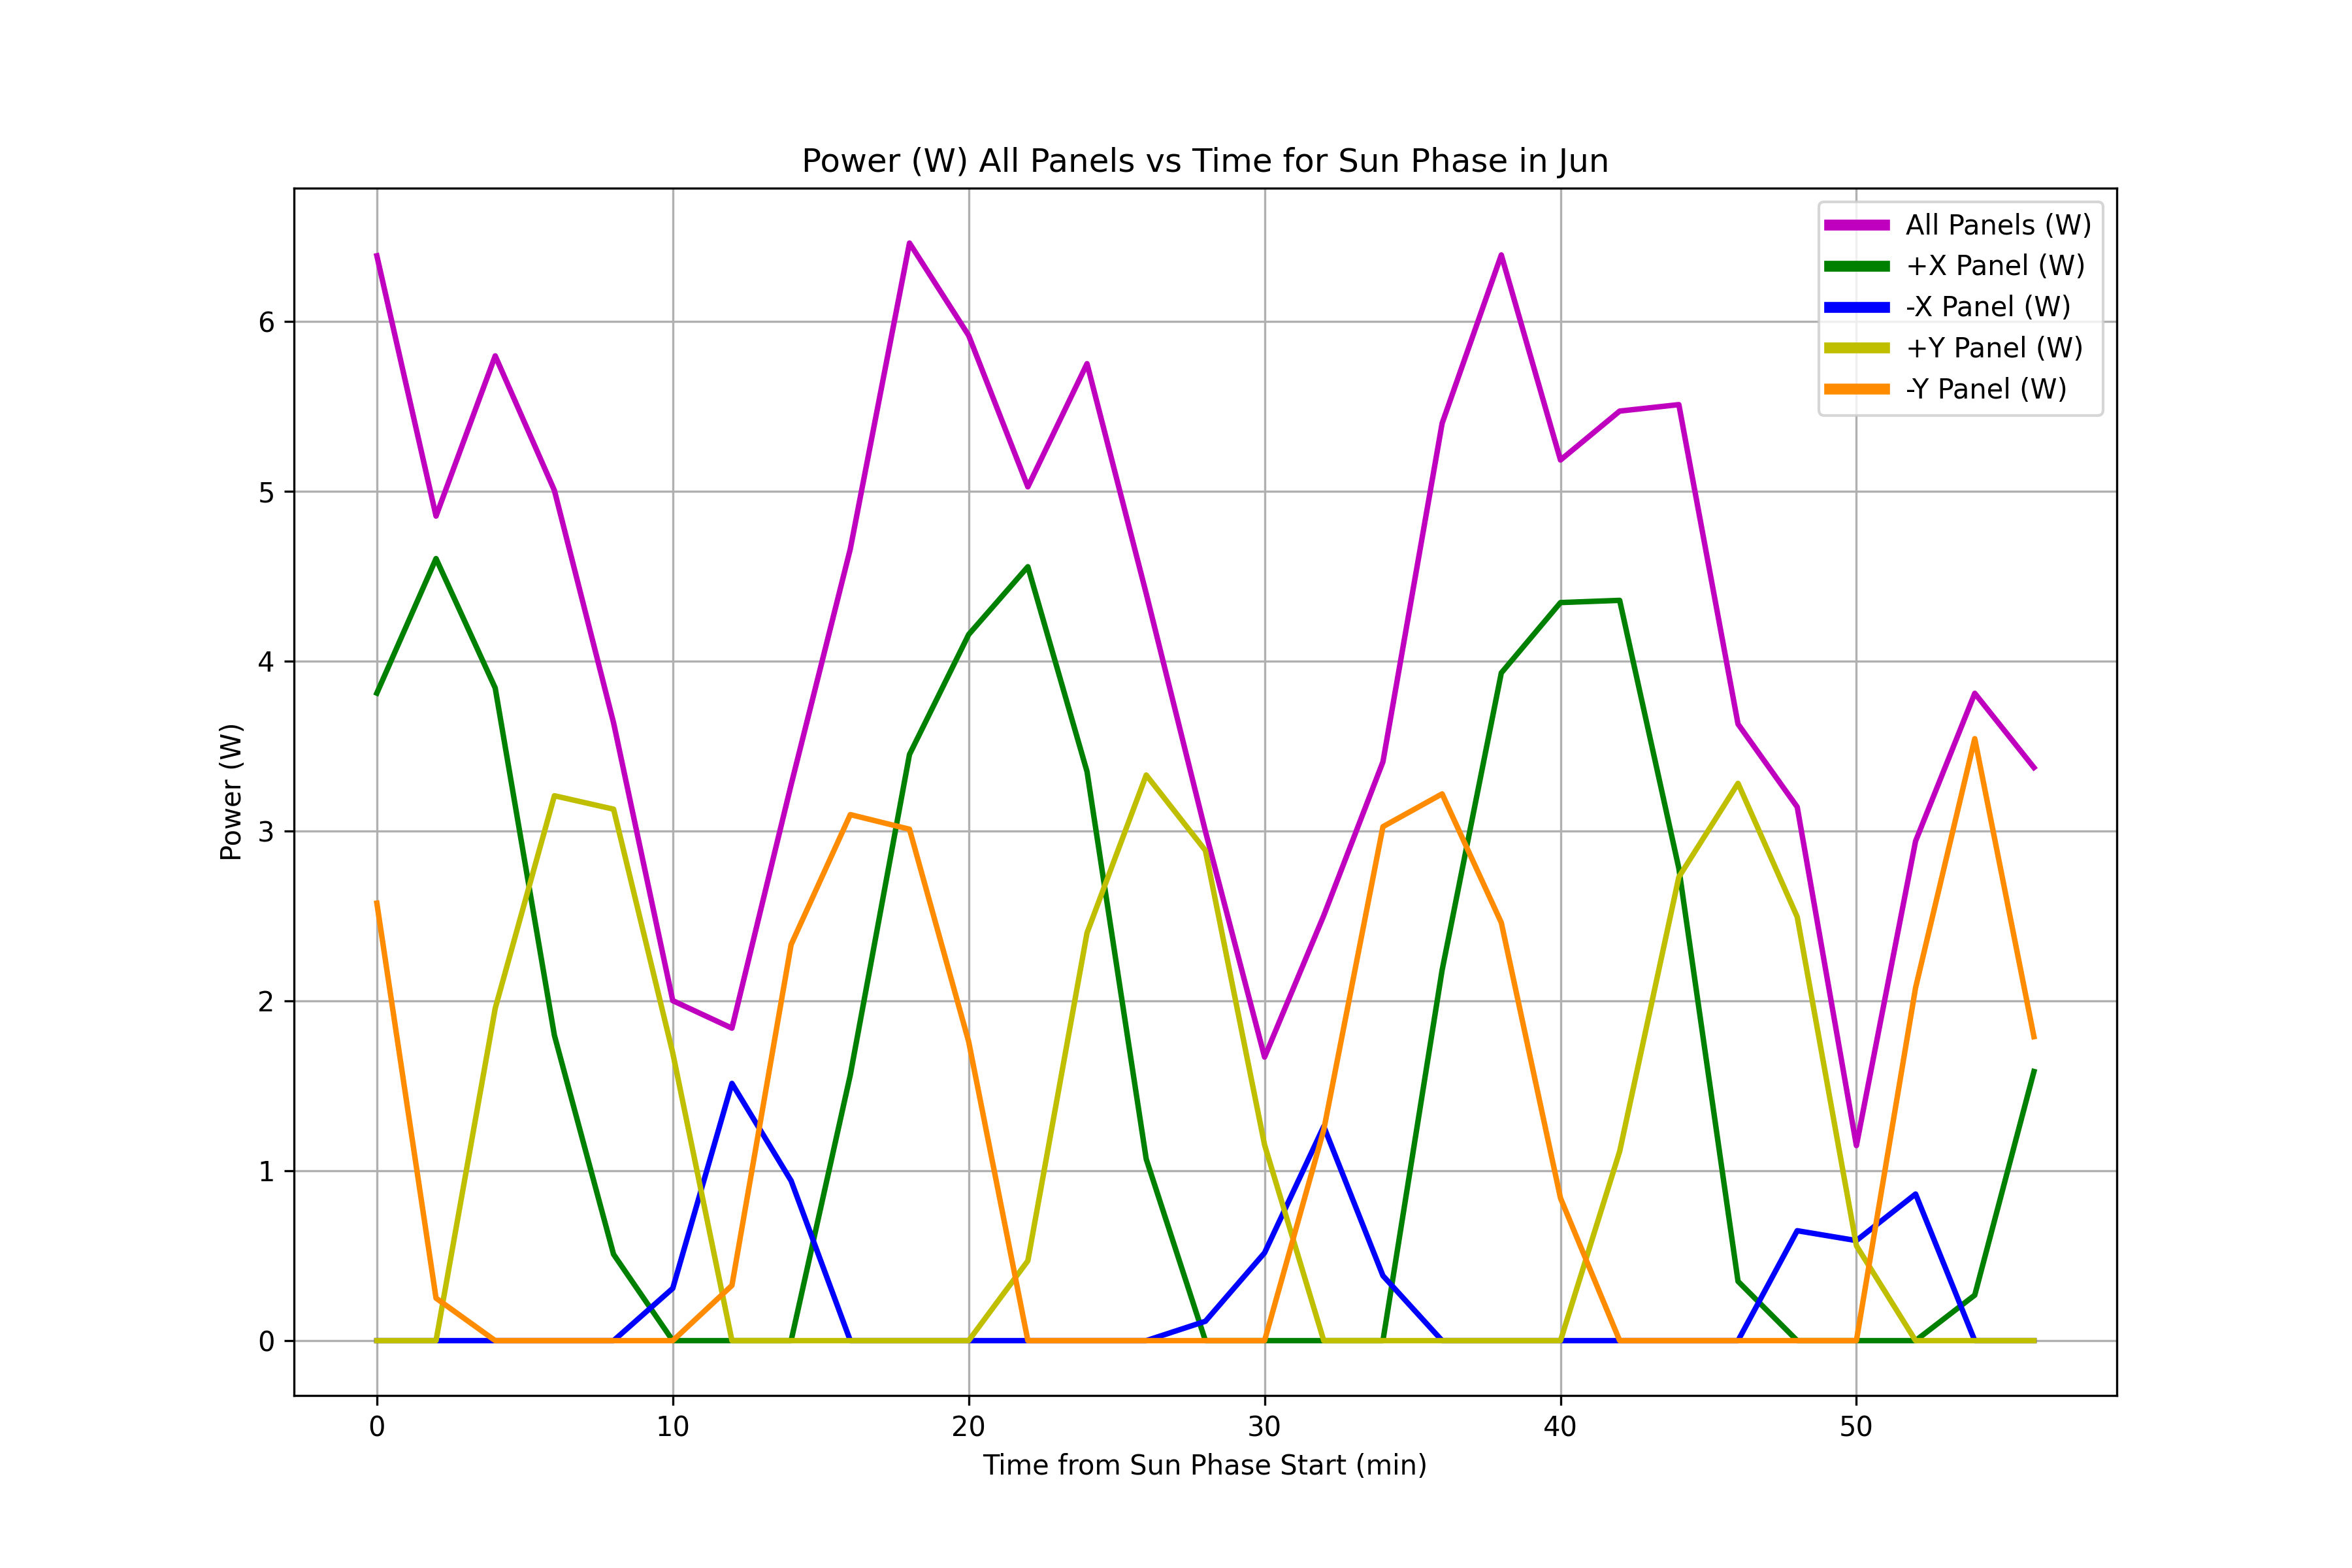 Power (W) All Panels vs Time for Sun Phase in Jun
All Panels (W)
+X Panel (W)
-X Panel (W)
+Y Panel (W)
-Y Panel (W)
Power (W)
6
5
4
3
2
1
0
0 10 20 30 40 50
Time from Sun Phase Start (min)